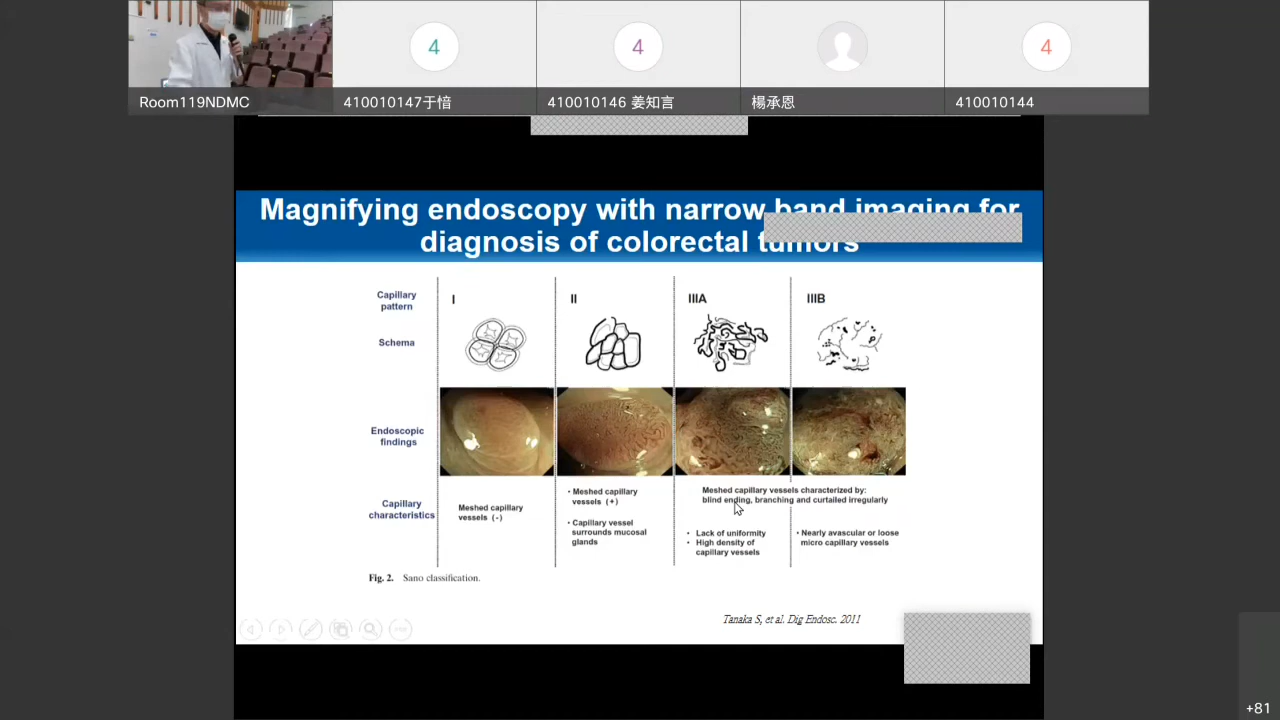 Room119NDMC
4
410010147于愔
4
410010146 姜知言
楊承恩
4
410010144
Magnifying endoscopy with narrow band imaging for
diagnosis of colorectal tumors
Capillary
pattern
I
II
IIIA
IIIB
Schema
Endoscopic
findings
Capillary
characteristics
Meshed capillary
vessels (-)
• Meshed capillary
vessels (+)
• Capillary vessel
surrounds mucosal
glands
Meshed capillary vessels characterized by:
blind ending, branching and curtailed irregularly
• Lack of uniformity
• High density of
capillary vessels
• Nearly avascular or loose
micro capillary vessels
Fig. 2. Sano classification.
Tanaka S, et al. Dig Endosc. 2011
+81